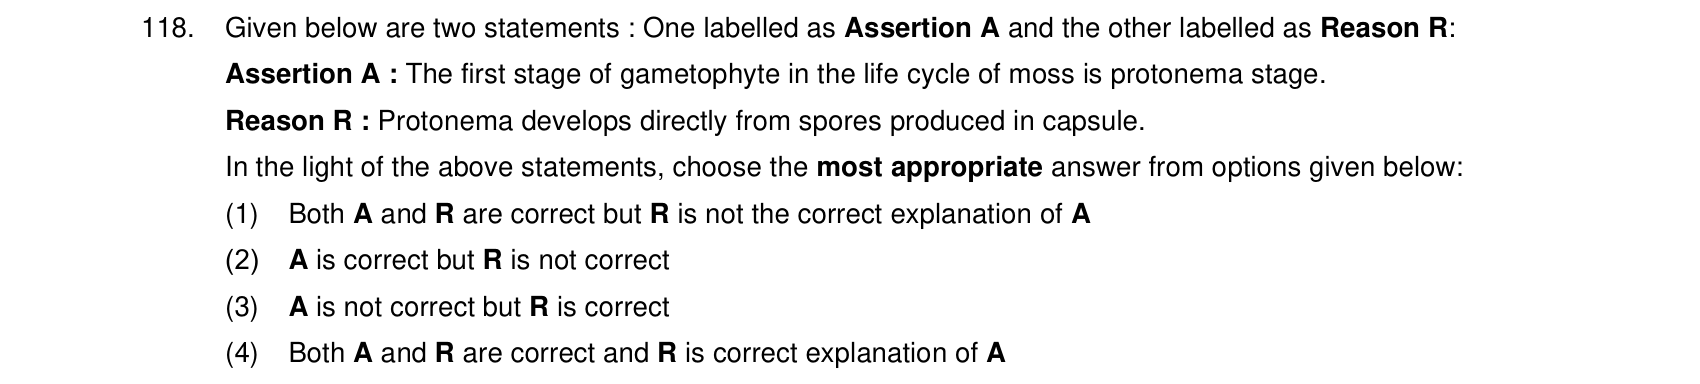 118. Given below are two statements : One labelled as Assertion A and the other labelled as Reason R:
Assertion A : The first stage of gametophyte in the life cycle of moss is protonema stage.
Reason R : Protonema develops directly from spores produced in capsule.
In the light of the above statements, choose the most appropriate answer from options given below:
(1) Both A and R are correct but R is not the correct explanation of A
(2) A is correct but R is not correct
(3) A is not correct but R is correct
(4) Both A and R are correct and R is correct explanation of A